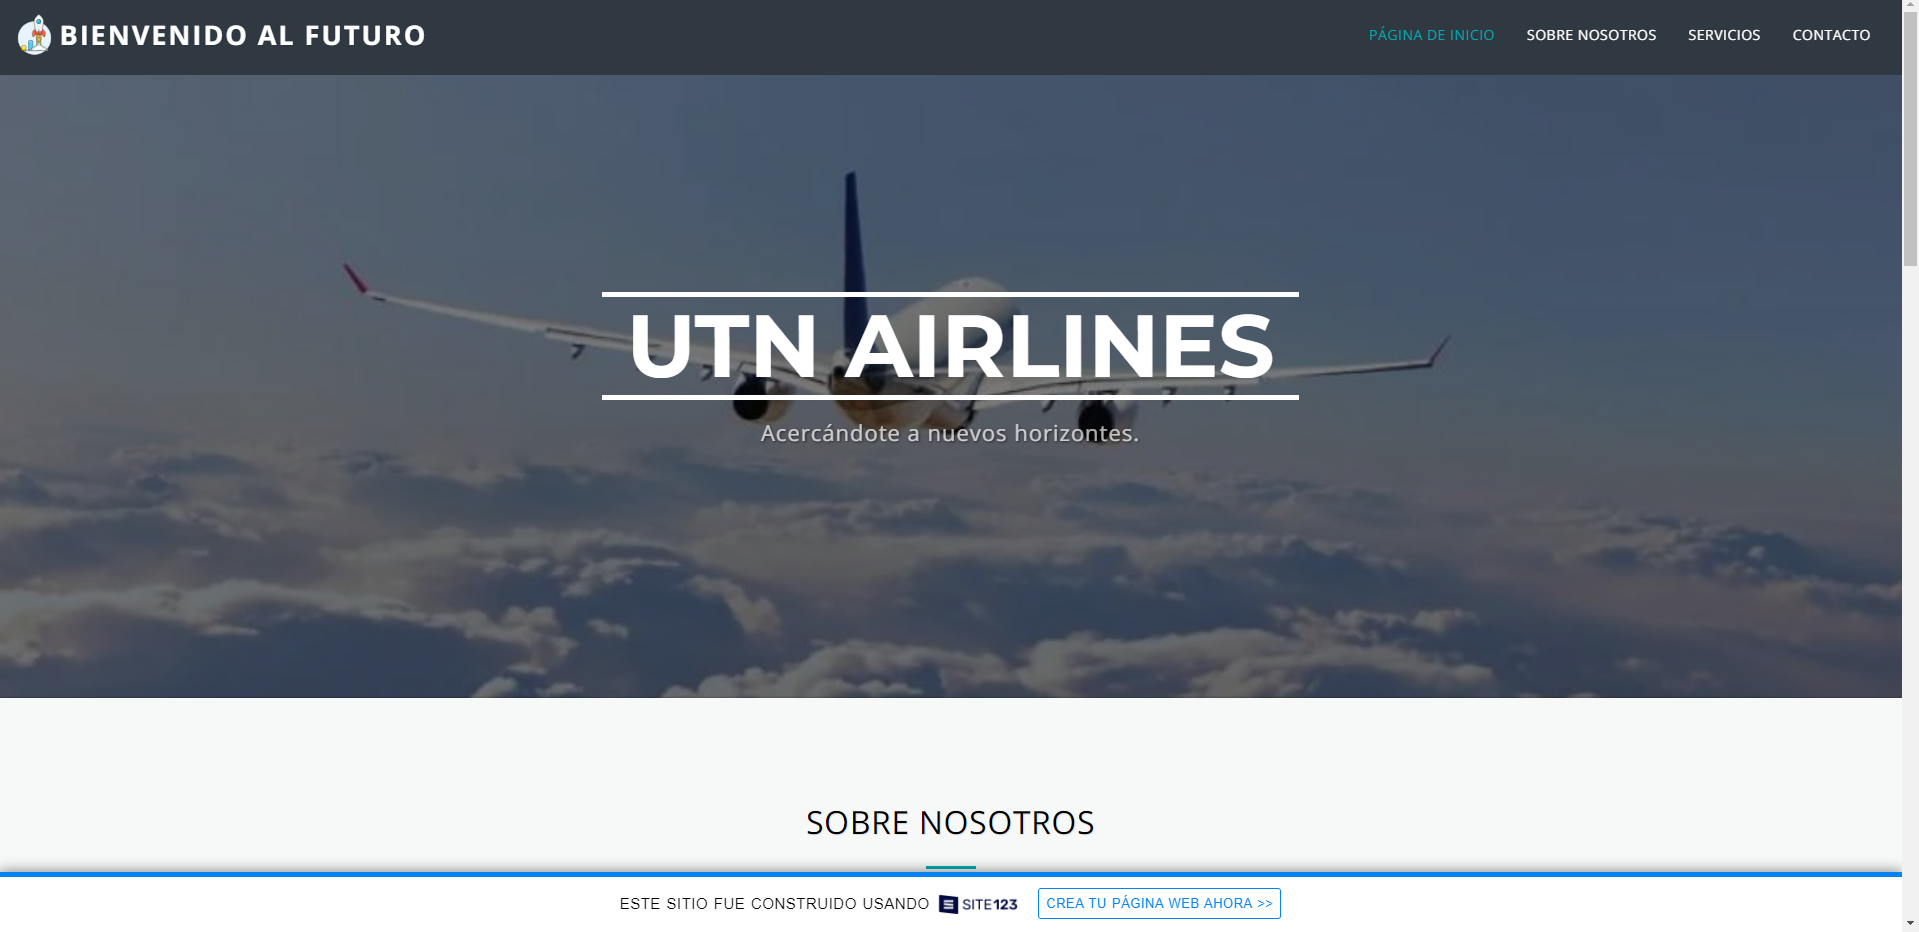 BIENVENIDO AL FUTURO
PÁGINA DE INICIO
SOBRE NOSOTROS
SERVICIOS
CONTACTO
UTN AIRLINES
Acercándote a nuevos horizontes.
SOBRE NOSOTROS
ESTE SITIO FUE CONSTRUIDO USANDO SITE123
CREA TU PÁGINA WEB AHORA >>